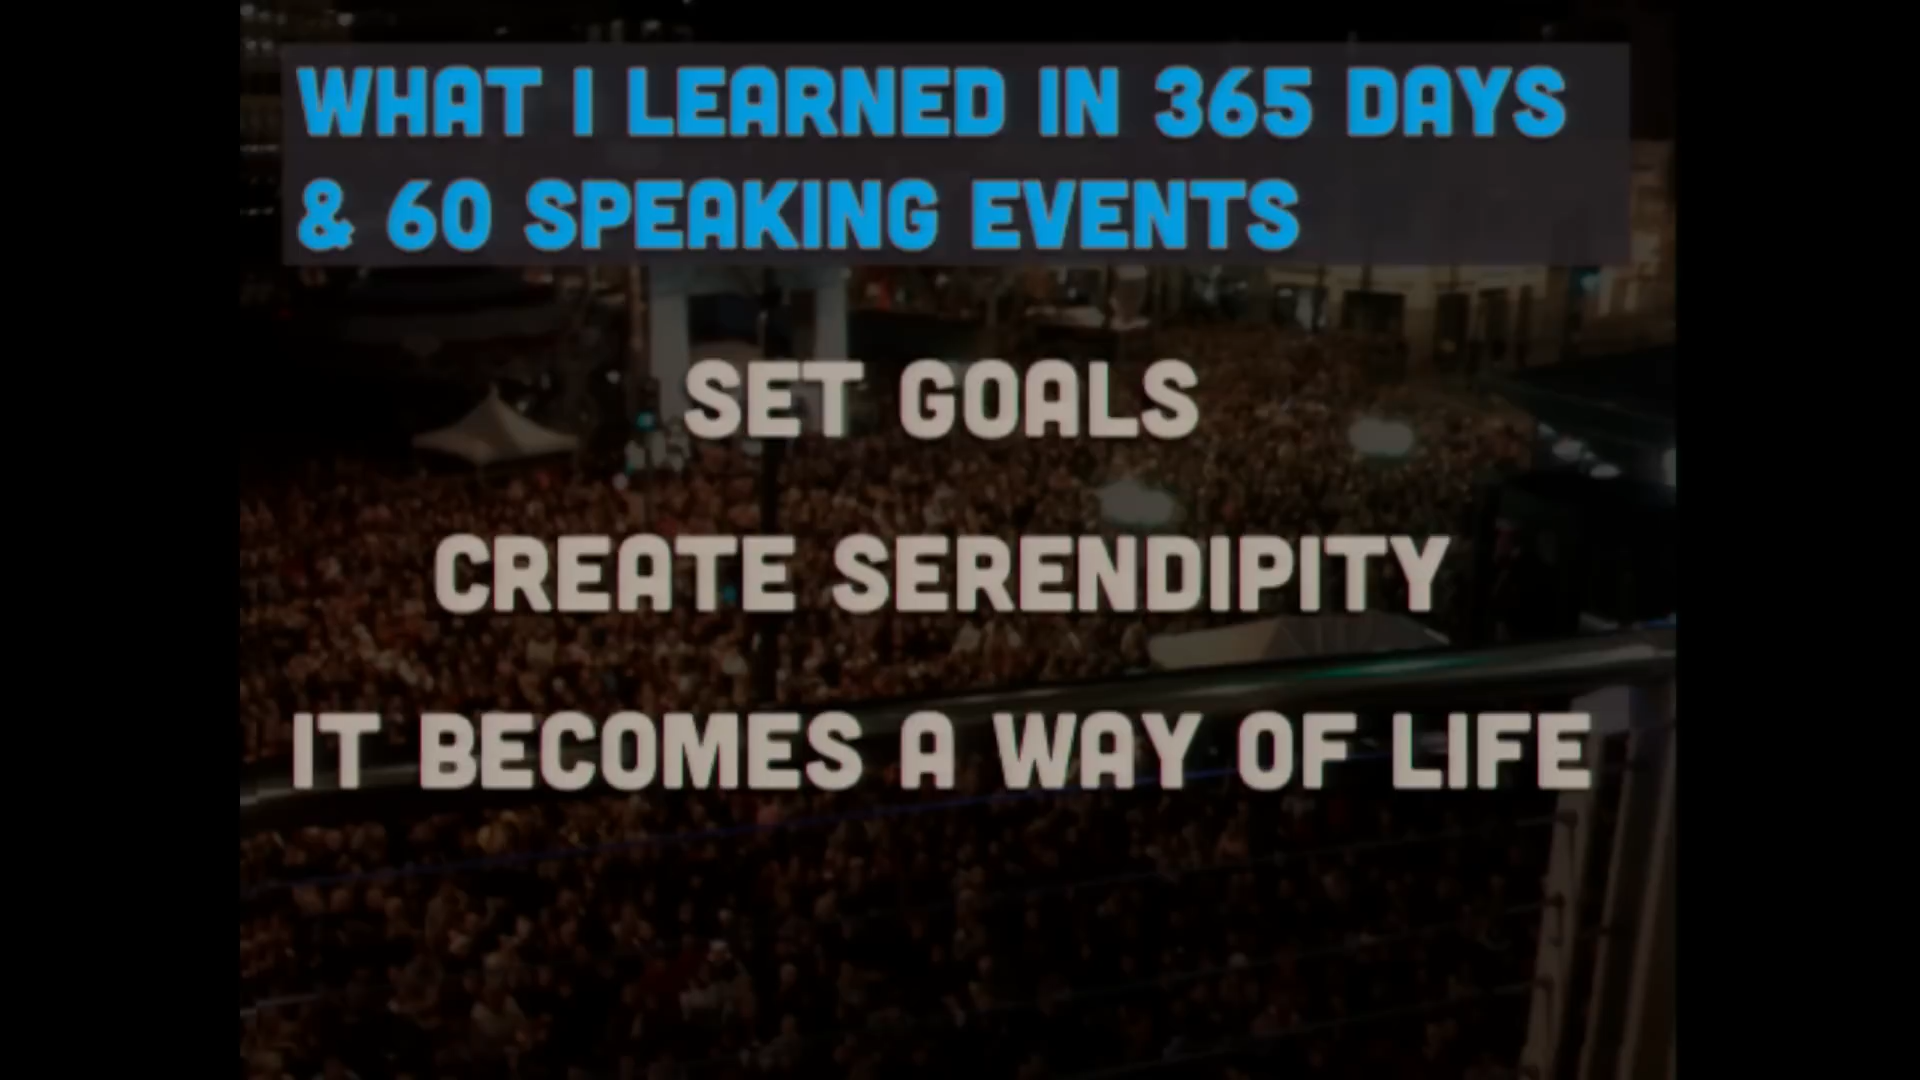 WHAT I LEARNED IN 365 DAYS
& 60 SPEAKING EVENTS
SET GOALS
CREATE SERENDIPITY
IT BECOMES A WAY OF LIFE